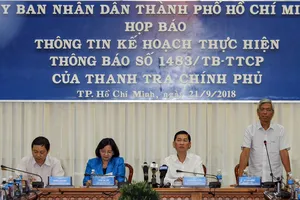 ỦY BAN NHÂN DÂN THÀNH PHỐ HỒ CHÍ MI
HỌP BÁO
THÔNG TIN KẾ HOẠCH THỰC HIỆN
THÔNG BÁO SỐ 1483/TB-TTCP
CỦA THANH TRA CHÍNH PHỦ
TP. Hồ Chí Minh, ngày 21/9/2018